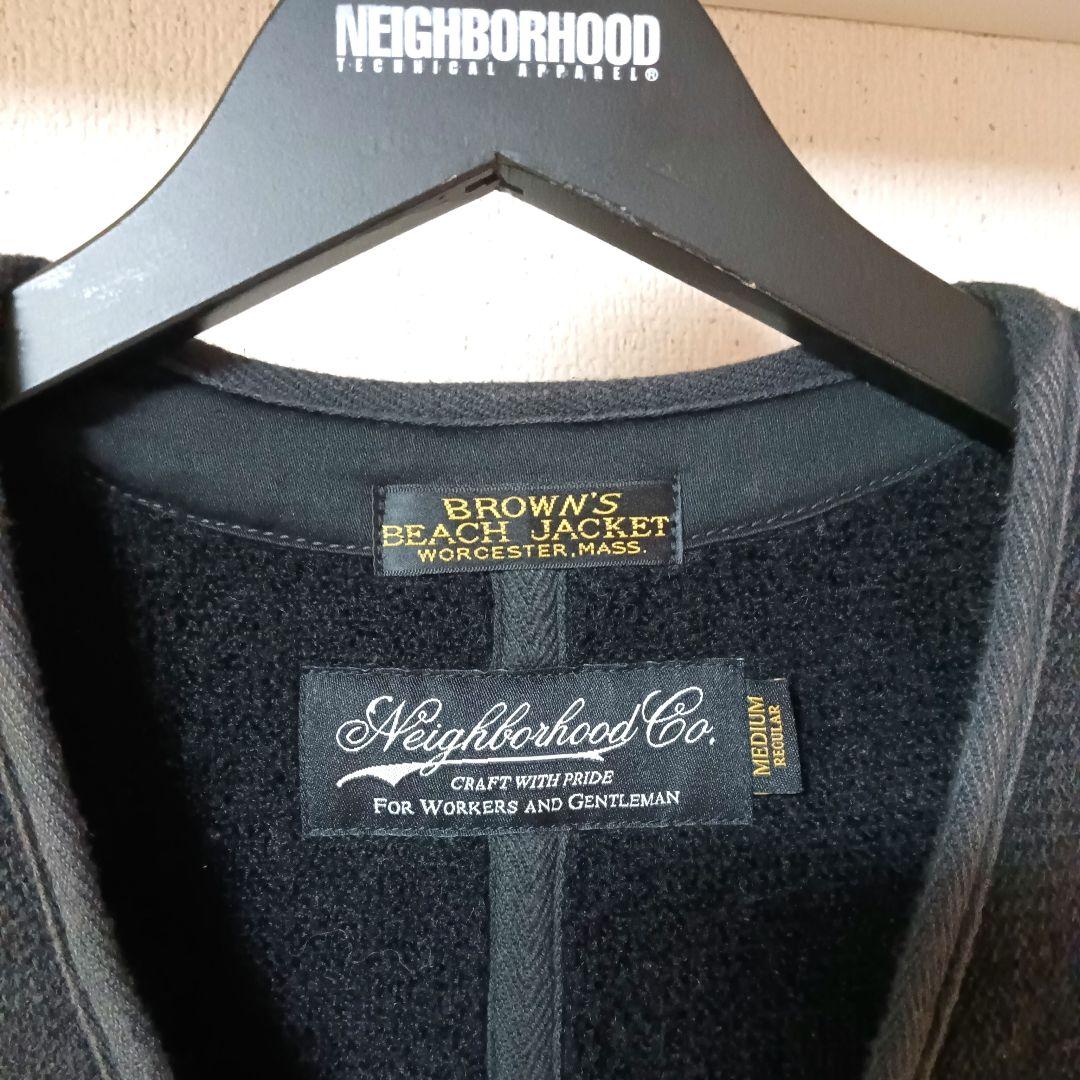 NEIGHBORHOOD
TECHNICAL APPAREL®
BROWN'S
BEACH JACKET
WORCESTER, MASS.
Neighborhood Co.
CRAFT WITH PRIDE
FOR WORKERS AND GENTLEMAN
MEDIUM
REGULAR